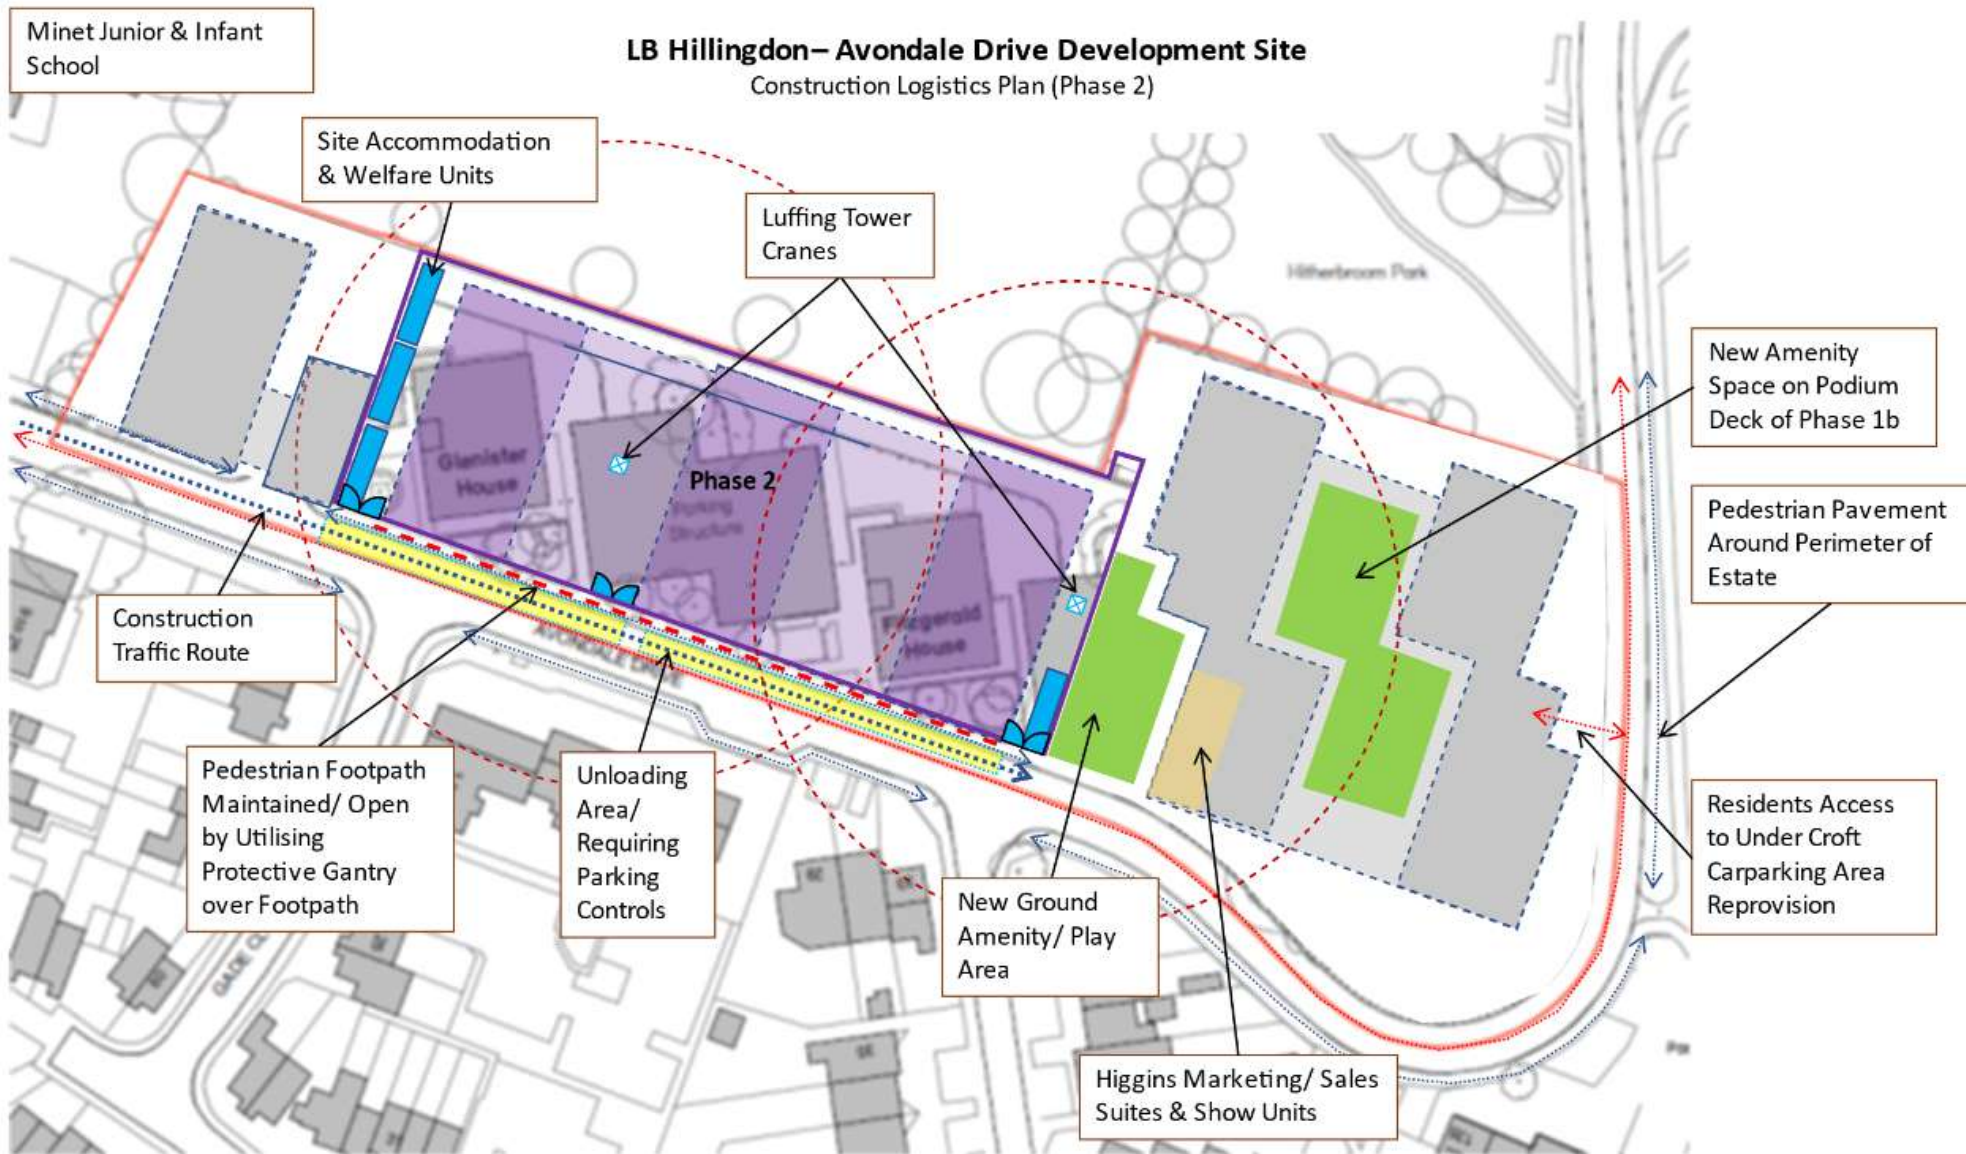 Minet Junior & Infant
School
LB Hillingdon– Avondale Drive Development Site
Construction Logistics Plan (Phase 2)
Site Accommodation
& Welfare Units
Luffing Tower
Cranes
Hitherbroom Park
New Amenity
Space on Podium
Deck of Phase 1b
Glenister
House
Phase 2
Parking
Structure
Pedestrian Pavement
Around Perimeter of
Estate
Fitzgerald
House
Construction
Traffic Route
AVONDALE DRIVE
Pedestrian Footpath
Maintained/ Open
by Utilising
Protective Gantry
over Footpath
Unloading
Area/
Requiring
Parking
Controls
Residents Access
to Under Croft
Carparking Area
Reprovision
New Ground
Amenity/ Play
Area
GADE CL
Higgins Marketing/ Sales
Suites & Show Units